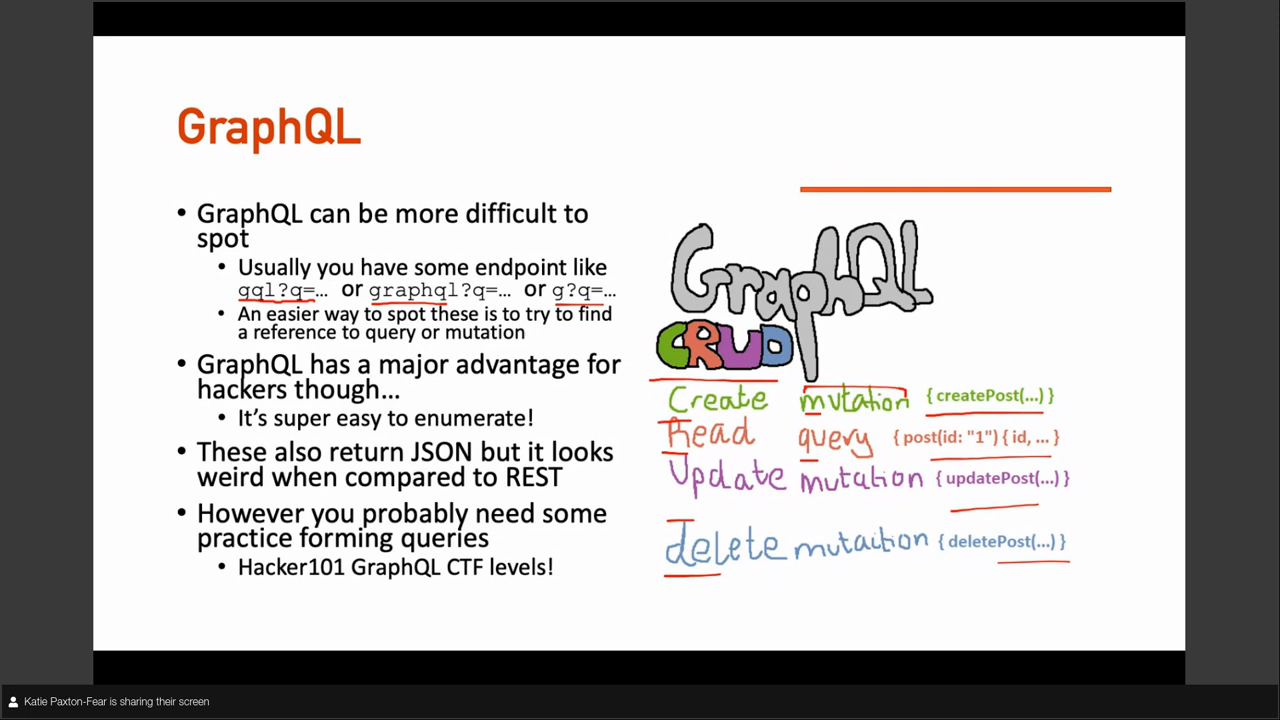 GraphQL
• GraphQL can be more difficult to
spot
• Usually you have some endpoint like
gql?q=… or graphql?q=… or g?q=…
• An easier way to spot these is to try to find
a reference to query or mutation
• GraphQL has a major advantage for
hackers though…
• It's super easy to enumerate!
• These also return JSON but it looks
weird when compared to REST
• However you probably need some
practice forming queries
• Hacker101 GraphQL CTF levels!
GraphQL
CRUD
Create mutation { createPost(...) }
Read query { post(id: "1") { id, ... }
Update mutation { updatePost(...) }
delete mutaition { deletePost(...) }
Katie Paxton-Fear is sharing their screen